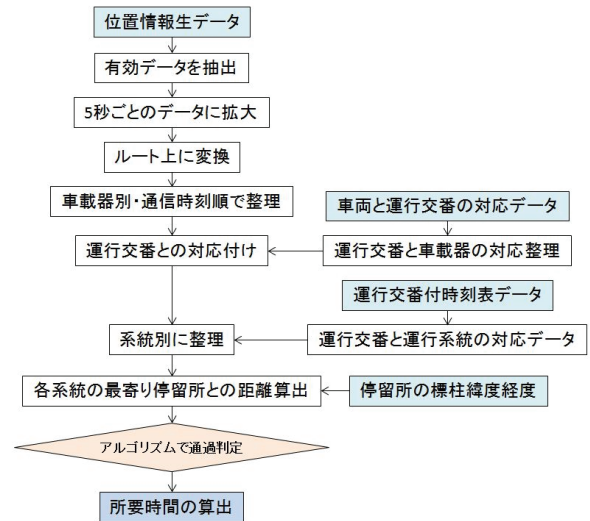 位置情報生データ
有効データを抽出
5秒ごとのデータに拡大
ルート上に変換
車載器別・通信時刻順で整理
車両と運行交番の対応データ
運行交番との対応付け
運行交番と車載器の対応整理
運行交番付時刻表データ
系統別に整理
運行交番と運行系統の対応データ
各系統の最寄り停留所との距離算出
停留所の標柱緯度経度
アルゴリズムで通過判定
所要時間の算出